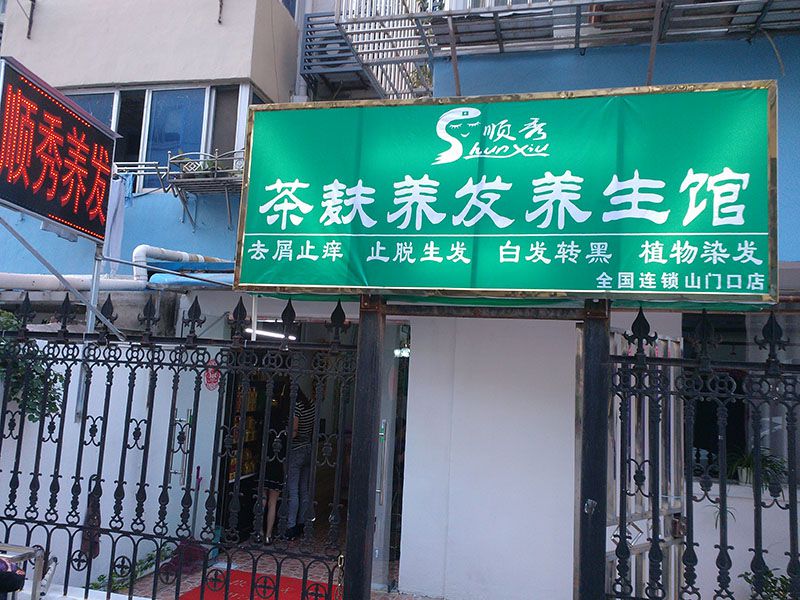 顺秀养发
顺秀
ShunXiu
茶麸养发养生馆
去屑止痒 止脱生发 白发转黑 植物染发
全国连锁山门口店